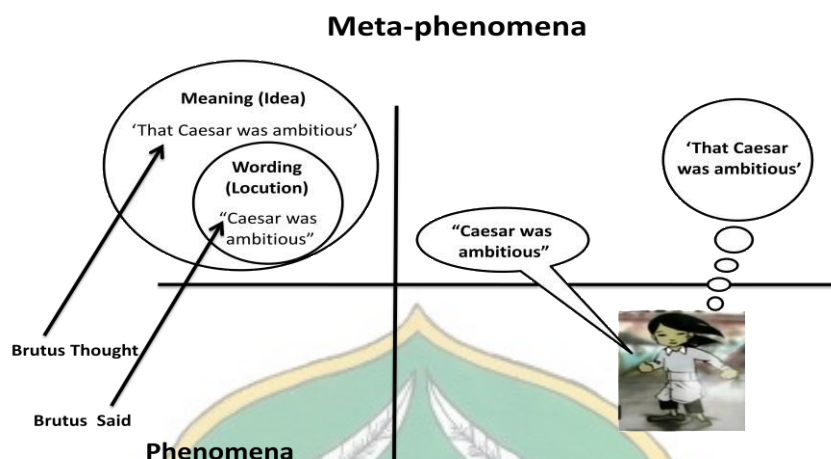 Meta-phenomena
Meaning (Idea)
‘That Caesar was ambitious’
Wording
(Locution)
“Caesar was
ambitious”
‘That Caesar
was ambitious’
“Caesar was
ambitious”
Brutus Thought
Brutus Said
Phenomena